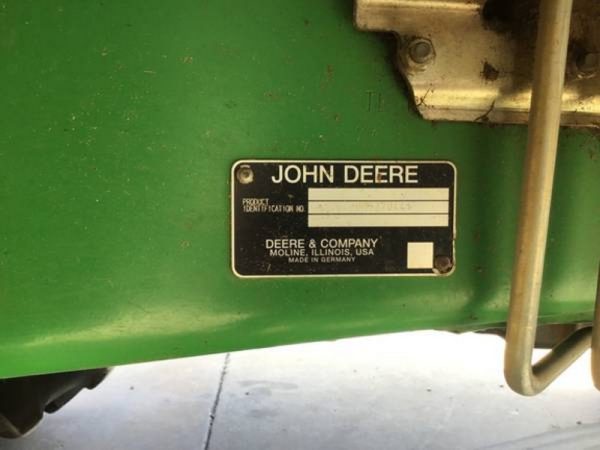 JOHN DEERE
PRODUCT
IDENTIFICATION NO.
DEERE & COMPANY
MOLINE, ILLINOIS, USA
MADE IN GERMANY